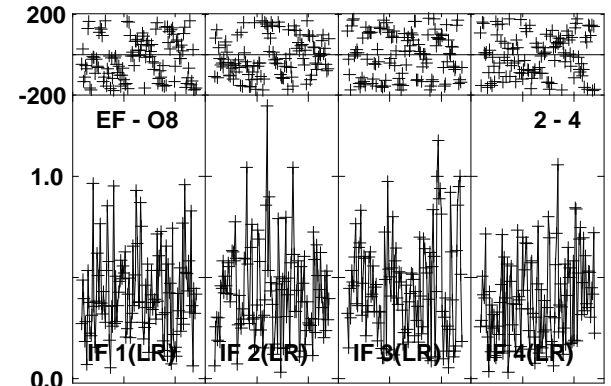 200
-200
EF - O8 2 - 4
1.0
IF 1(LR) IF 2(LR) IF 3(LR) IF 4(LR)
0.0